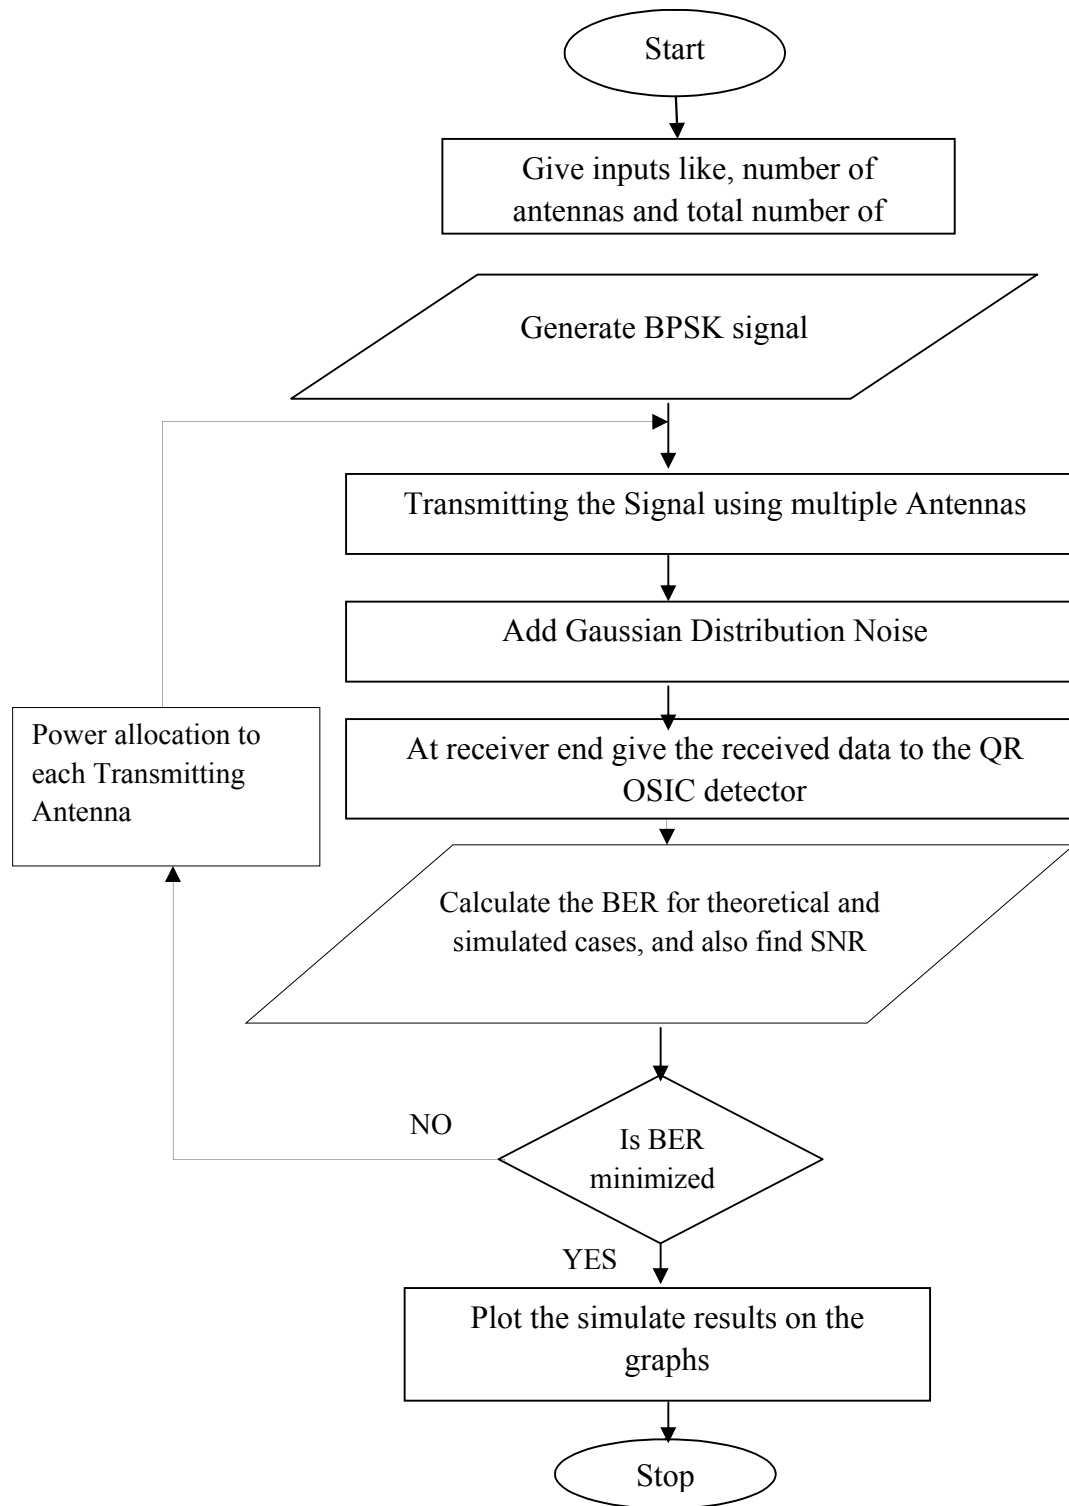 Start
Give inputs like, number of
antennas and total number of
Generate BPSK signal
Transmitting the Signal using multiple Antennas
Add Gaussian Distribution Noise
Power allocation to
each Transmitting
Antenna
At receiver end give the received data to the QR
OSIC detector
Calculate the BER for theoretical and
simulated cases, and also find SNR
NO
Is BER
minimized
YES
Plot the simulate results on the
graphs
Stop